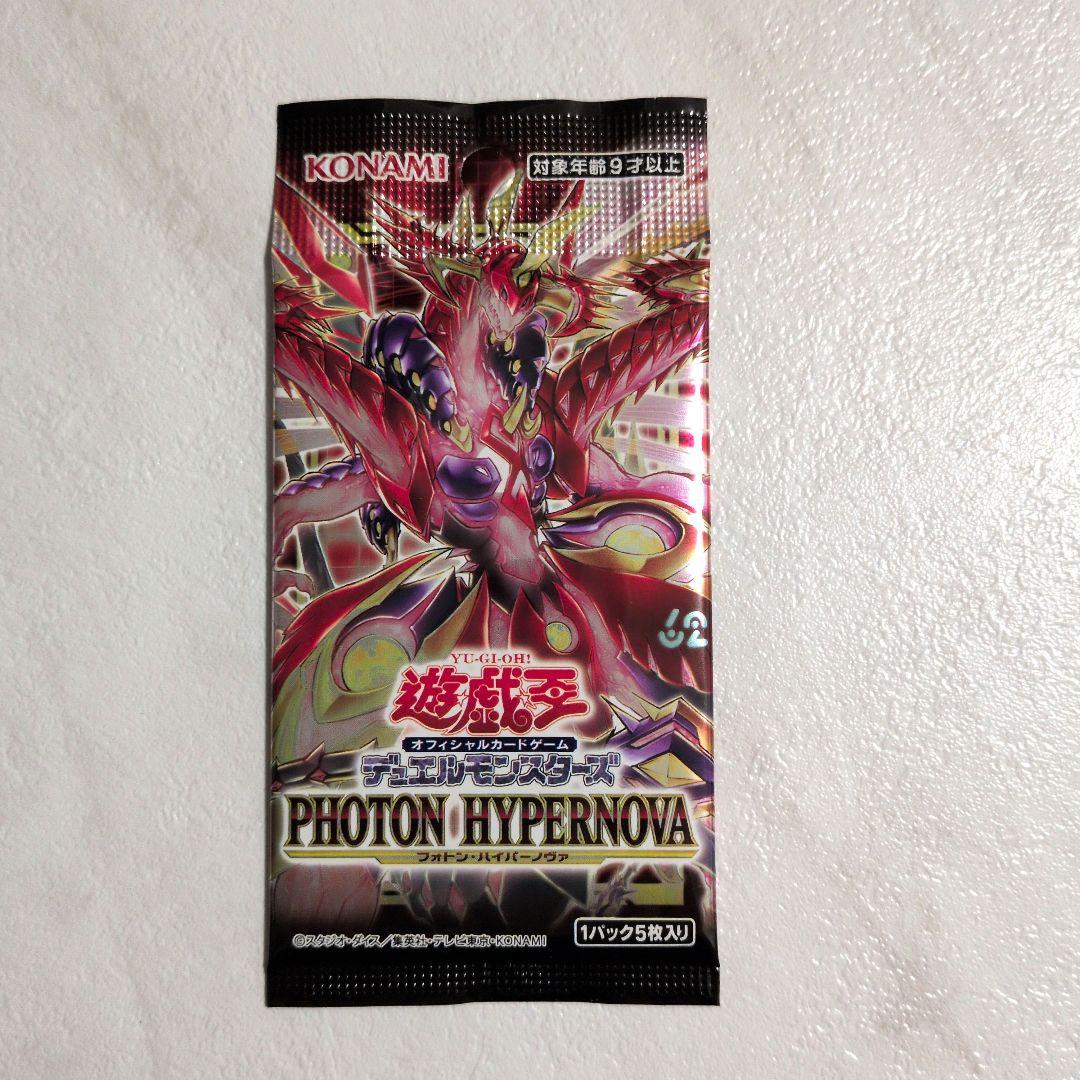 KONAMI
対象年齢9才以上
YU-GI-OH!
遊戯王
オフィシャルカードゲーム
デュエルモンスターズ
PHOTON HYPERNOVA
フォトン・ハイパーノヴァ
©スタジオ・ダイス／集英社・テレビ東京・KONAMI
1パック5枚入り